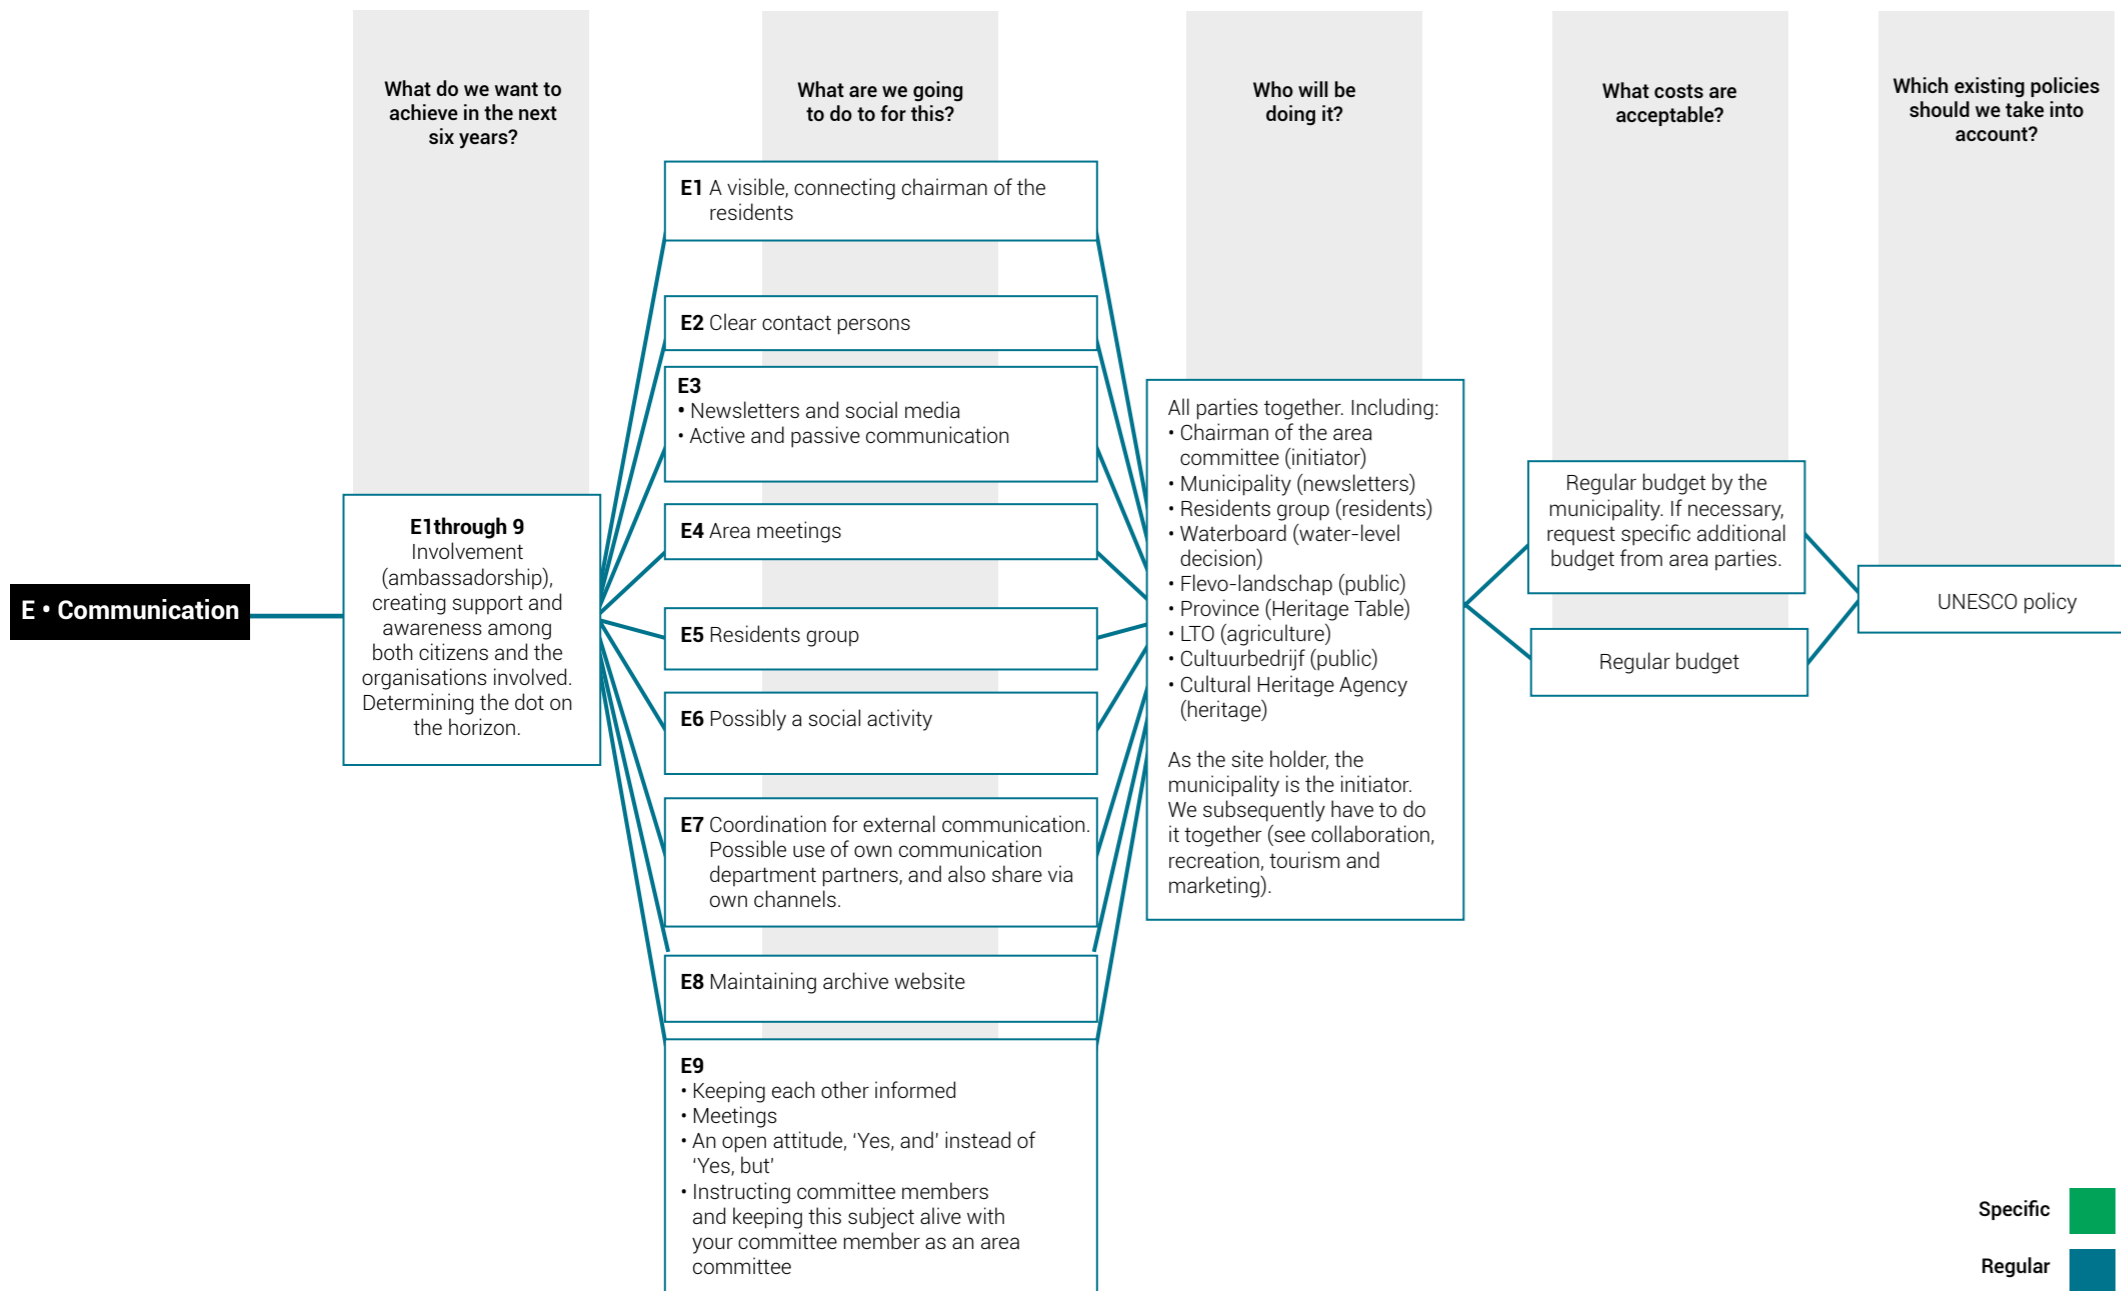 What do we want to
achieve in the next
six years?
What are we going
to do to for this?
Who will be
doing it?
What costs are
acceptable?
Which existing policies
should we take into
account?
E • Communication
E1through 9
Involvement
(ambassadorship),
creating support and
awareness among
both citizens and the
organisations involved.
Determining the dot on
the horizon.
E1 A visible, connecting chairman of the
residents
E2 Clear contact persons
E3
• Newsletters and social media
• Active and passive communication
E4 Area meetings
E5 Residents group
E6 Possibly a social activity
E7 Coordination for external communication.
Possible use of own communication
department partners, and also share via
own channels.
E8 Maintaining archive website
E9
• Keeping each other informed
• Meetings
• An open attitude, ‘Yes, and’ instead of
‘Yes, but’
• Instructing committee members
and keeping this subject alive with
your committee member as an area
committee
All parties together. Including:
• Chairman of the area
committee (initiator)
• Municipality (newsletters)
• Residents group (residents)
• Waterboard (water-level
decision)
• Flevo-landschap (public)
• Province (Heritage Table)
• LTO (agriculture)
• Cultuurbedrijf (public)
• Cultural Heritage Agency
(heritage)
As the site holder, the
municipality is the initiator.
We subsequently have to do
it together (see collaboration,
recreation, tourism and
marketing).
Regular budget by the
municipality. If necessary,
request specific additional
budget from area parties.
Regular budget
UNESCO policy
Specific
Regular